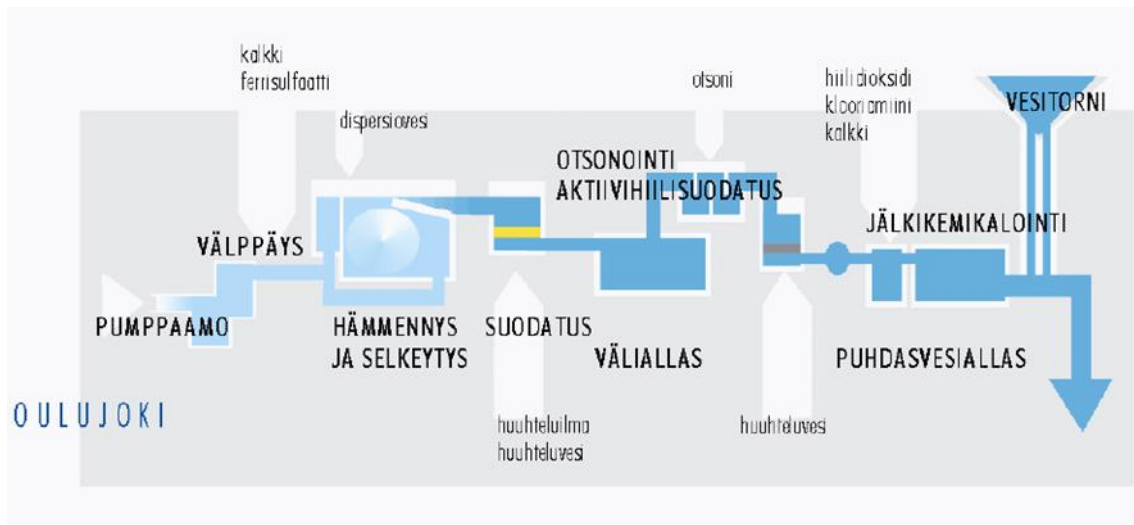 kalkki
ferrisulfaatti
dispersiovesi
otsoni
hiilidioksidi
klooriamiini
kalkki
VESITORNI
OTSONOINTI
AKTIIVIHIILISUODATUS
JÄLKIKEMIKALOINTI
VÄLPPÄYS
PUMPPAAMO
HÄMMENNYS
JA SELKEYTYS
SUODATUS
VÄLIALLAS
PUHDASVESIALLAS
OULUJOKI
huuhteluilma
huuhteluvesi
huuhteluvesi